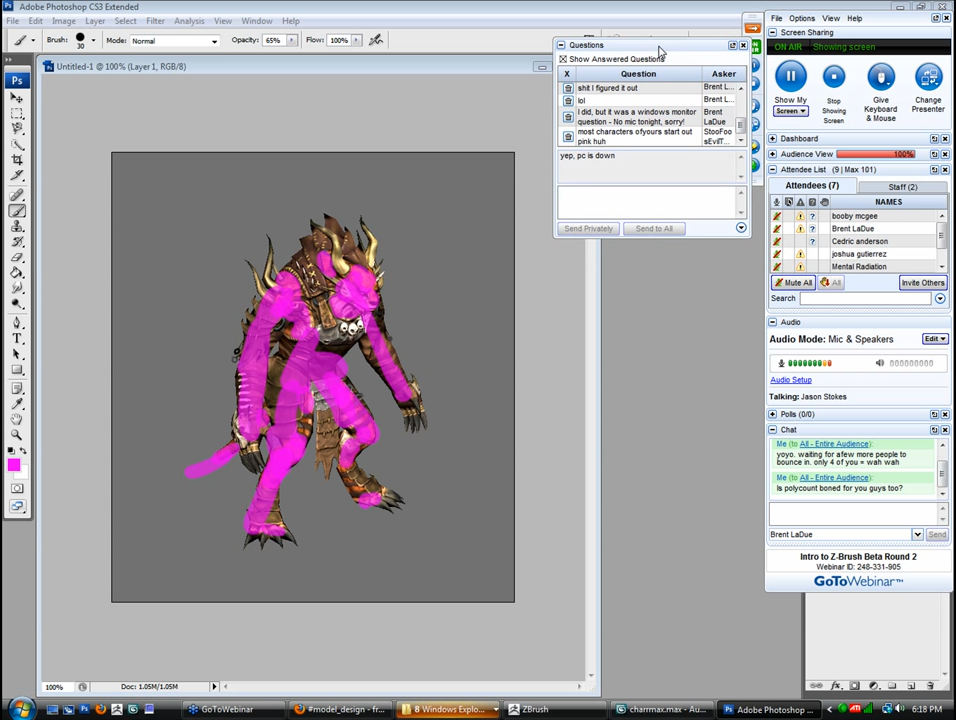 Adobe Photoshop CS3 Extended
File Edit Image Layer Select Filter Analysis View Window Help
Brush: 30 Mode: Normal Opacity: 65% Flow: 100%
Ps
Untitled-1 @ 100% (Layer 1, RGB/8)
T
100% Doc: 1.05M/1.05M
Questions
Show Answered Questions
X Question Asker
shit I figured it out Brent L...
lol Brent L...
I did, but it was a windows monitor question - No mic tonight, sorry! Brent LaDue
most characters ofyours start out pink huh StooFoo sEvilT...
yep, pc is down
Send Privately Send to All
File Options View Help
Screen Sharing
ON AIR Showing screen
Show My Screen
Stop Showing Screen
Give Keyboard & Mouse
Change Presenter
Dashboard
Audience View 100%
Attendee List (9 | Max 101)
Attendees (7) Staff (2)
NAMES
booby mcgee
Brent LaDue
Cedric anderson
joshua gutierrez
Mental Radiation
Mute All All Invite Others
Search
Audio
Audio Mode: Mic & Speakers Edit
Audio Setup
Talking: Jason Stokes
Polls (0/0)
Chat
Me (to All - Entire Audience):
yoyo. waiting for afew more people to
bounce in. only 4 of you = wah wah
Me (to All - Entire Audience):
Is polycount boned for you guys too?
Brent LaDue Send
Intro to Z-Brush Beta Round 2
Webinar ID: 248-331-905
GoToWebinar™
GoToWebinar #model_design - fr... 8 Windows Explo... ZBrush charrmax.max - Au... Adobe Photoshop ... 6:18 PM